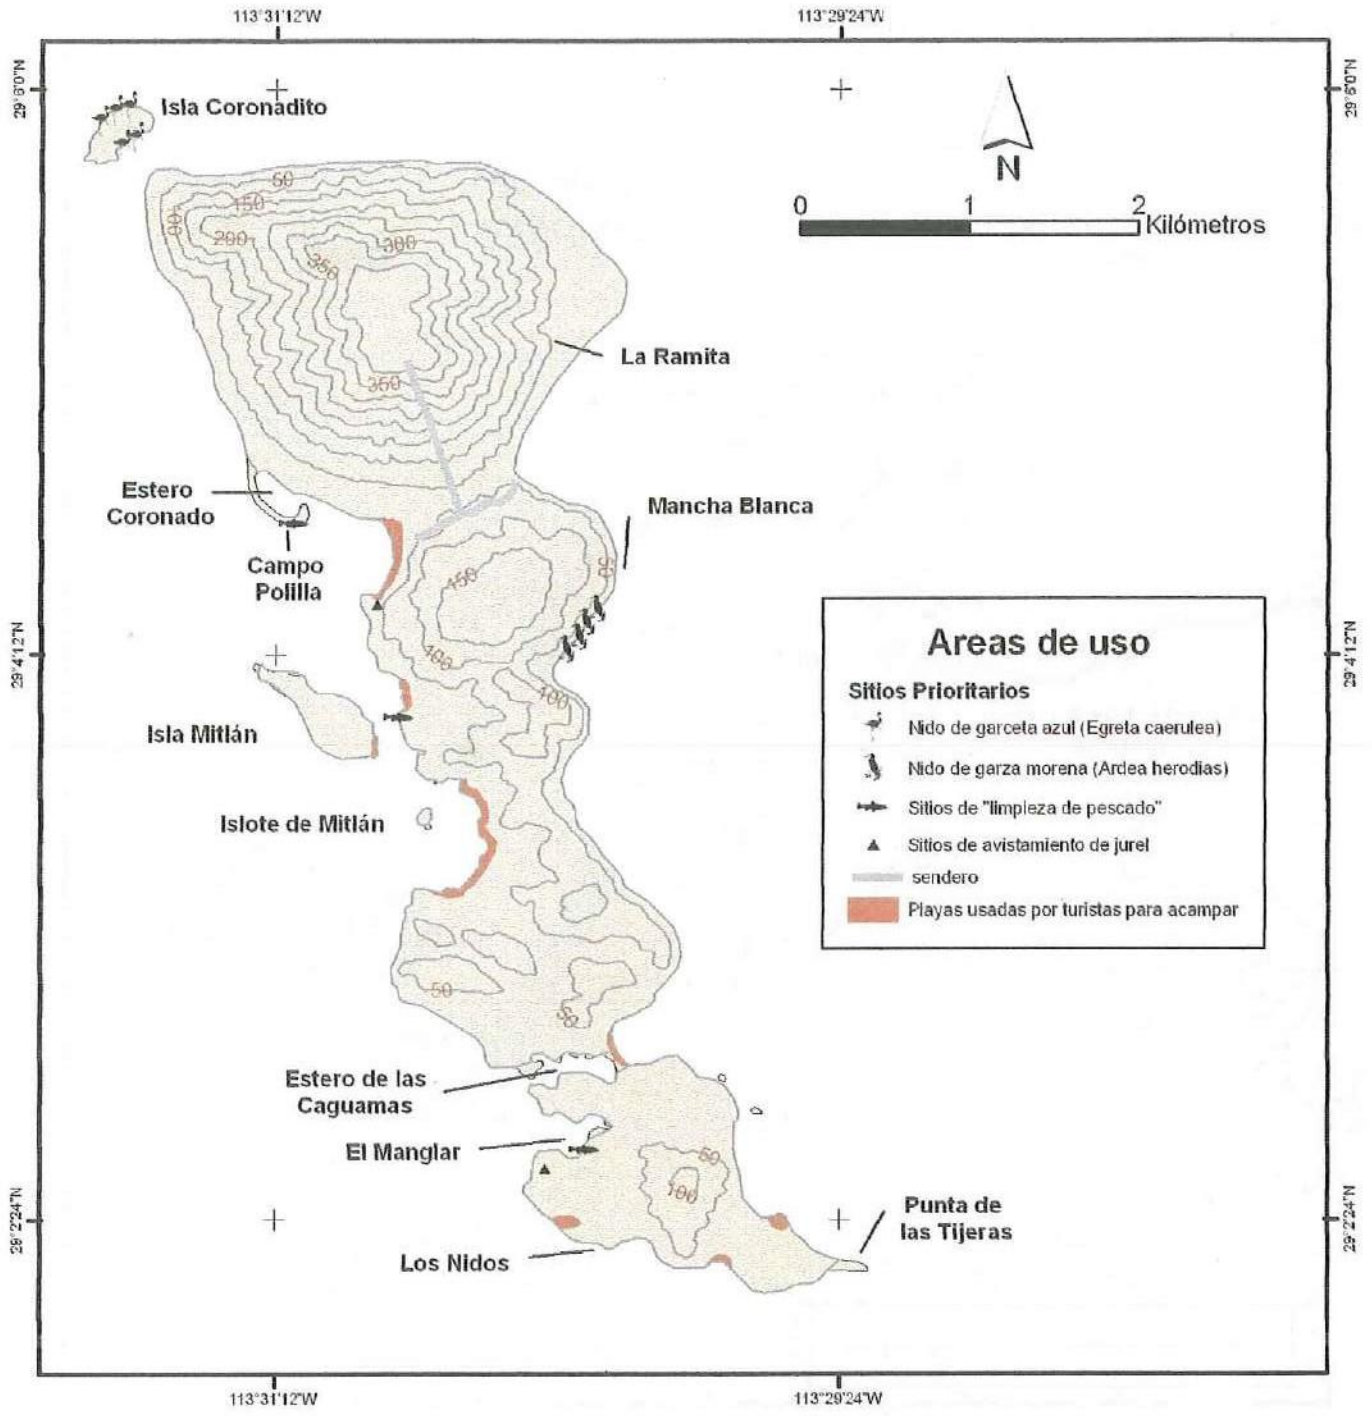 113°31'12"W
113°29'24"W
29°6'0"N
29°6'0"N
Isla Coronadito
N
0
1
2
Kilómetros
50
150
100
200
300
350
La Ramita
350
Estero
Coronado
Mancha Blanca
Campo
Polilla
150
50
29°4'12"N
29°4'12"N
100
100
Isla Mitlán
Islote de Mitlán
Areas de uso
Sitios Prioritarios
Nido de garceta azul (Egreta caerulea)
Nido de garza morena (Ardea herodias)
Sitios de "limpieza de pescado"
Sitios de avistamiento de jurel
sendero
Playas usadas por turistas para acampar
50
50
Estero de las
Caguamas
El Manglar
50
100
Punta de
las Tijeras
Los Nidos
29°2'24"N
29°2'24"N
113°31'12"W
113°29'24"W